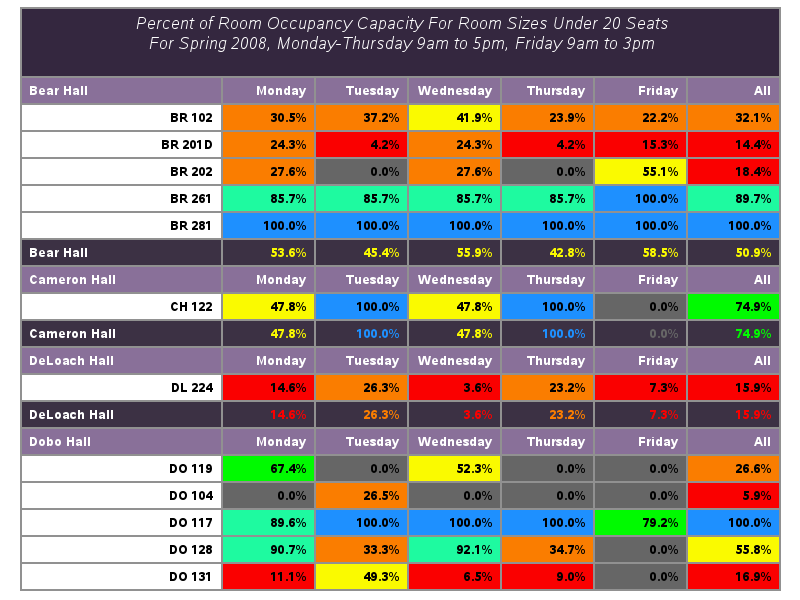 Percent of Room Occupancy Capacity For Room Sizes Under 20 Seats
For Spring 2008, Monday-Thursday 9am to 5pm, Friday 9am to 3pm
Bear Hall Monday Tuesday Wednesday Thursday Friday All
BR 102 30.5% 37.2% 41.9% 23.9% 22.2% 32.1%
BR 201D 24.3% 4.2% 24.3% 4.2% 15.3% 14.4%
BR 202 27.6% 0.0% 27.6% 0.0% 55.1% 18.4%
BR 261 85.7% 85.7% 85.7% 85.7% 100.0% 89.7%
BR 281 100.0% 100.0% 100.0% 100.0% 100.0% 100.0%
Bear Hall 53.6% 45.4% 55.9% 42.8% 58.5% 50.9%
Cameron Hall Monday Tuesday Wednesday Thursday Friday All
CH 122 47.8% 100.0% 47.8% 100.0% 0.0% 74.9%
Cameron Hall 47.8% 100.0% 47.8% 100.0% 0.0% 74.9%
DeLoach Hall Monday Tuesday Wednesday Thursday Friday All
DL 224 14.6% 26.3% 3.6% 23.2% 7.3% 15.9%
DeLoach Hall 14.6% 26.3% 3.6% 23.2% 7.3% 15.9%
Dobo Hall Monday Tuesday Wednesday Thursday Friday All
DO 119 67.4% 0.0% 52.3% 0.0% 0.0% 26.6%
DO 104 0.0% 26.5% 0.0% 0.0% 0.0% 5.9%
DO 117 89.6% 100.0% 100.0% 100.0% 79.2% 100.0%
DO 128 90.7% 33.3% 92.1% 34.7% 0.0% 55.8%
DO 131 11.1% 49.3% 6.5% 9.0% 0.0% 16.9%